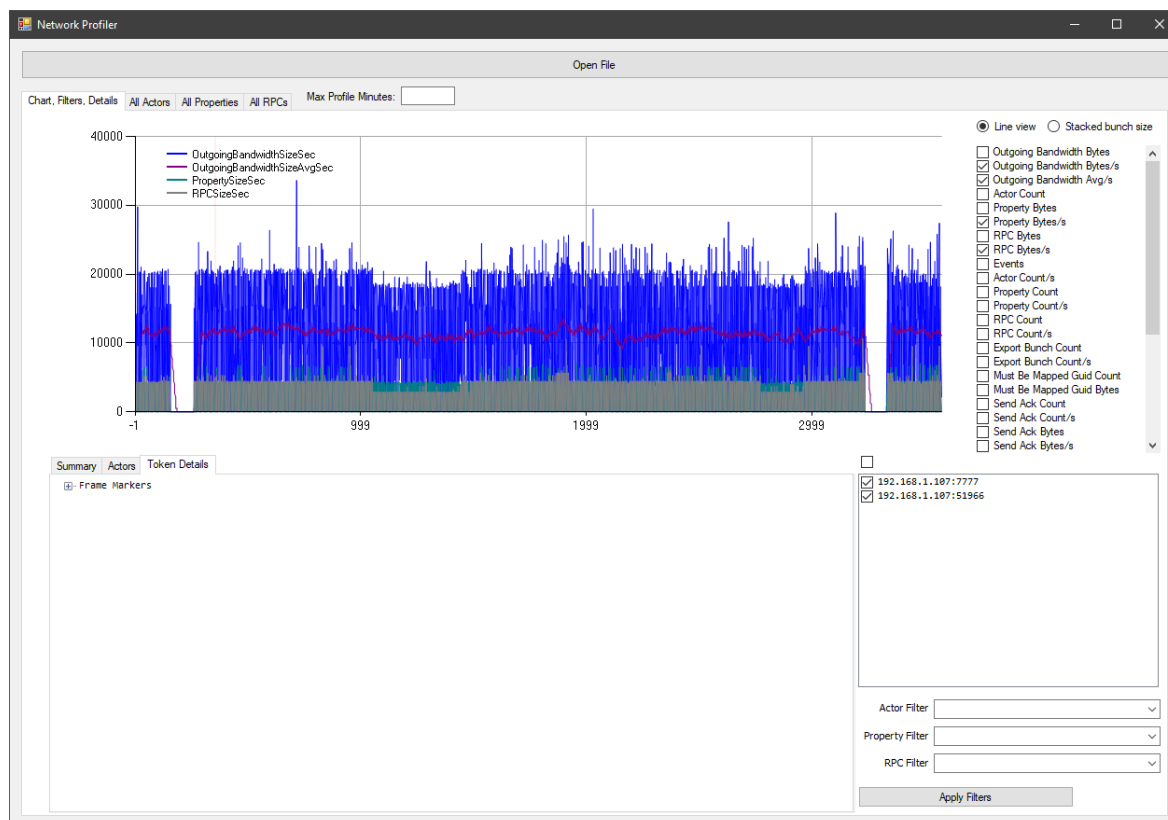 Network Profiler
Open File
Chart, Filters, Details All Actors All Properties All RPCs Max Profile Minutes:
40000
30000
20000
10000
0
-1 999 1999 2999
OutgoingBandwidthSizeSec
OutgoingBandwidthSizeAvgSec
PropertySizeSec
RPCSizeSec
Line view Stacked bunch size
Outgoing Bandwidth Bytes
Outgoing Bandwidth Bytes/s
Outgoing Bandwidth Avg/s
Actor Count
Property Bytes
Property Bytes/s
RPC Bytes
RPC Bytes/s
Events
Actor Count/s
Property Count
Property Count/s
RPC Count
RPC Count/s
Export Bunch Count
Export Bunch Count/s
Must Be Mapped Guid Count
Must Be Mapped Guid Bytes
Send Ack Count
Send Ack Count/s
Send Ack Bytes
Send Ack Bytes/s
Summary Actors Token Details
Frame Markers
192.168.1.107:7777
192.168.1.107:51966
Actor Filter
Property Filter
RPC Filter
Apply Filters